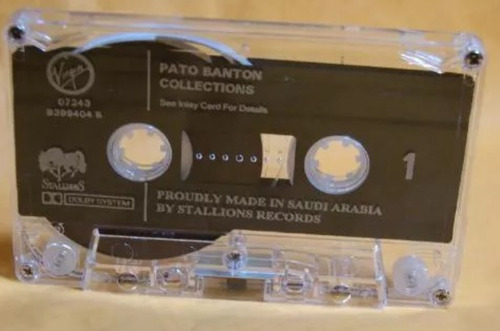 Virgin
PATO BANTON
COLLECTIONS
07243
8399404 5
See Inlay Card For Details
1
STALLIONS
DOLBY SYSTEM
PROUDLY MADE IN SAUDI ARABIA
BY STALLIONS RECORDS